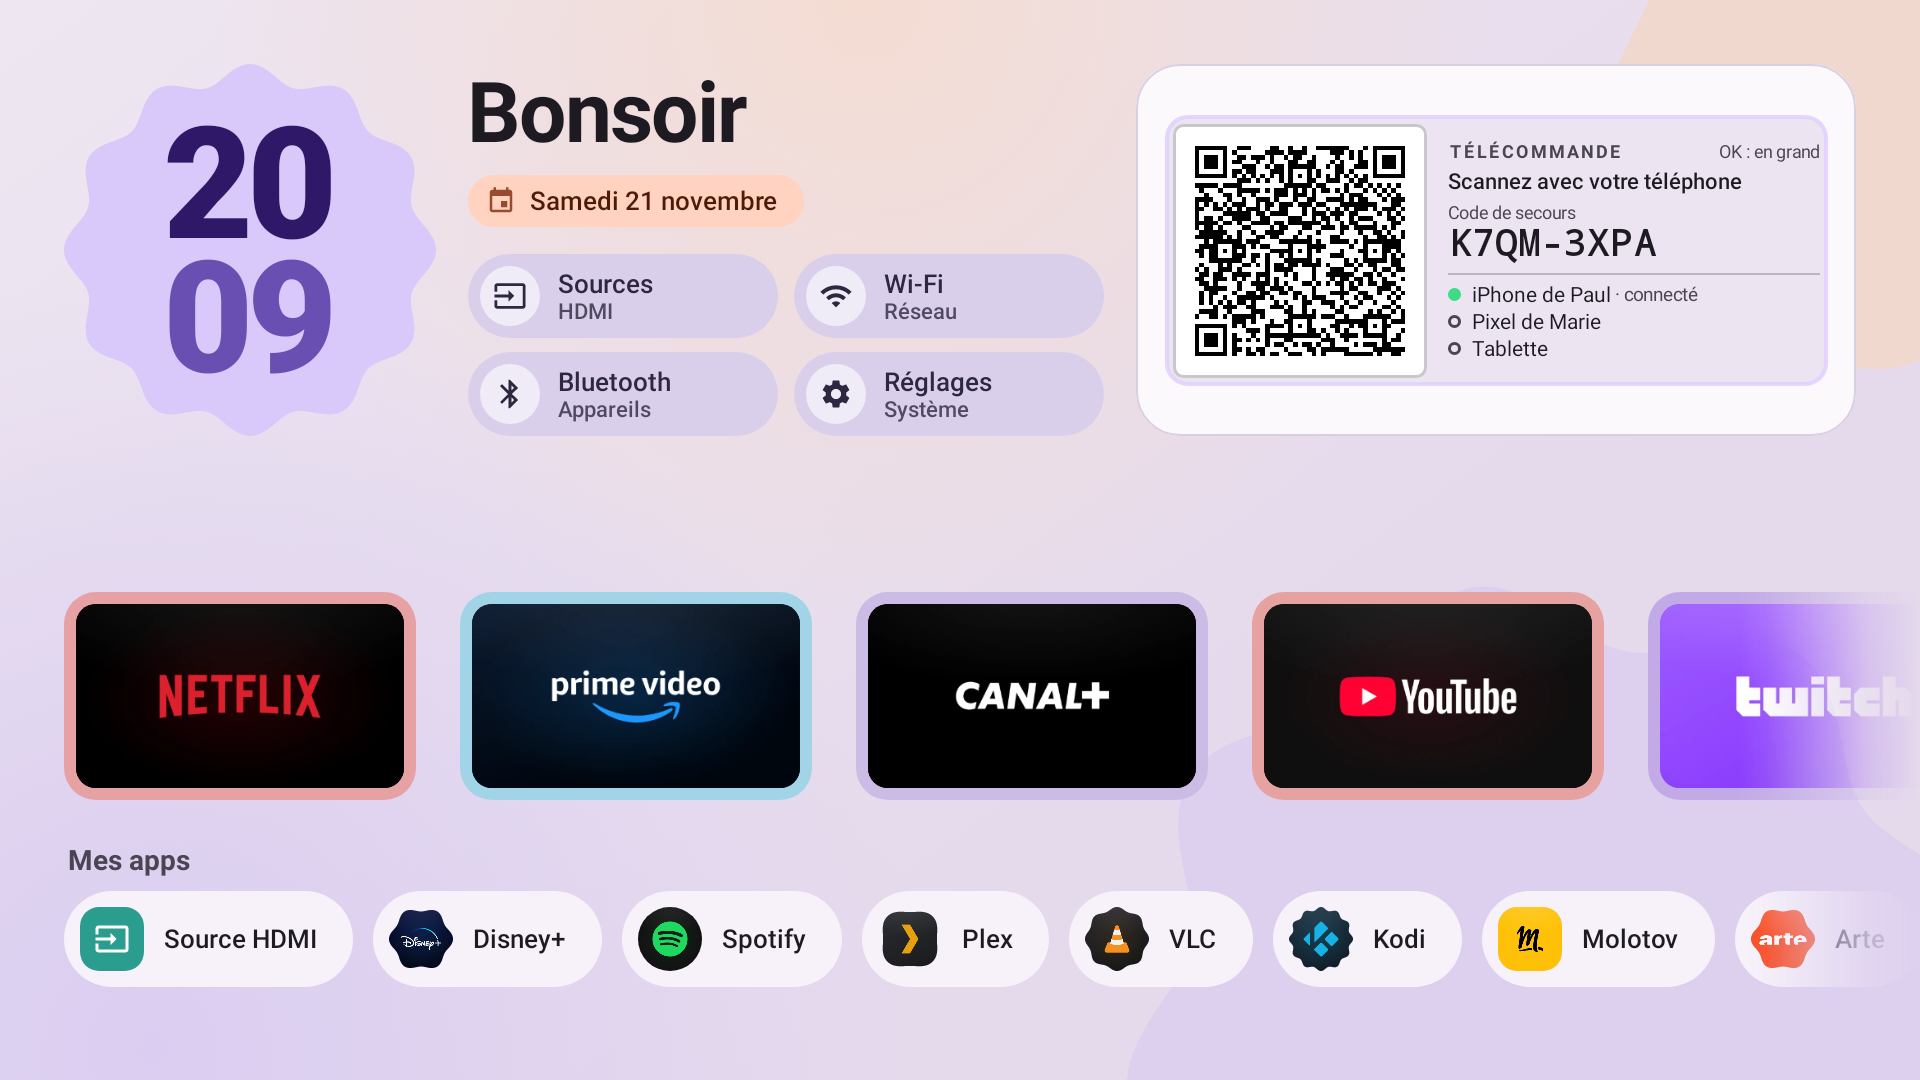 20
09
Bonsoir
Samedi 21 novembre
Sources
HDMI
Wi-Fi
Réseau
Bluetooth
Appareils
Réglages
Système
TÉLÉCOMMANDE
OK : en grand
Scannez avec votre téléphone
Code de secours
K7QM-3XPA
iPhone de Paul · connecté
Pixel de Marie
Tablette
NETFLIX
prime video
CANAL+
YouTube
twitch
Mes apps
Source HDMI
Disney+
Disney+
Spotify
Plex
VLC
Kodi
M.
Molotov
arte
Arte